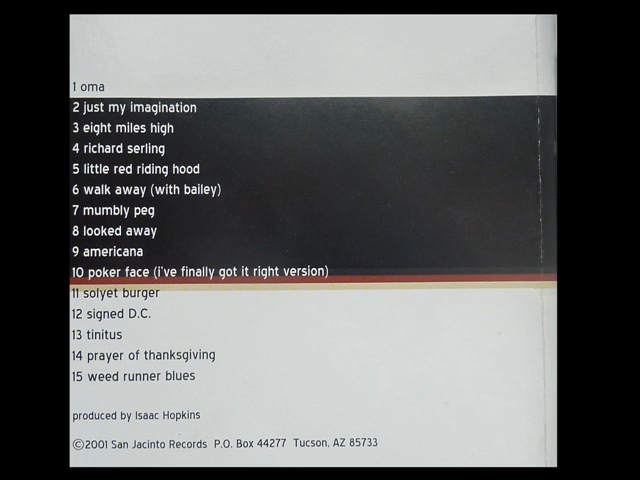 1 oma
2 just my imagination
3 eight miles high
4 richard serling
5 little red riding hood
6 walk away (with bailey)
7 mumbly peg
8 looked away
9 americana
10 poker face (i've finally got it right version)
11 solyet burger
12 signed D.C.
13 tinitus
14 prayer of thanksgiving
15 weed runner blues
produced by Isaac Hopkins
©2001 San Jacinto Records P.O. Box 44277 Tucson, AZ 85733